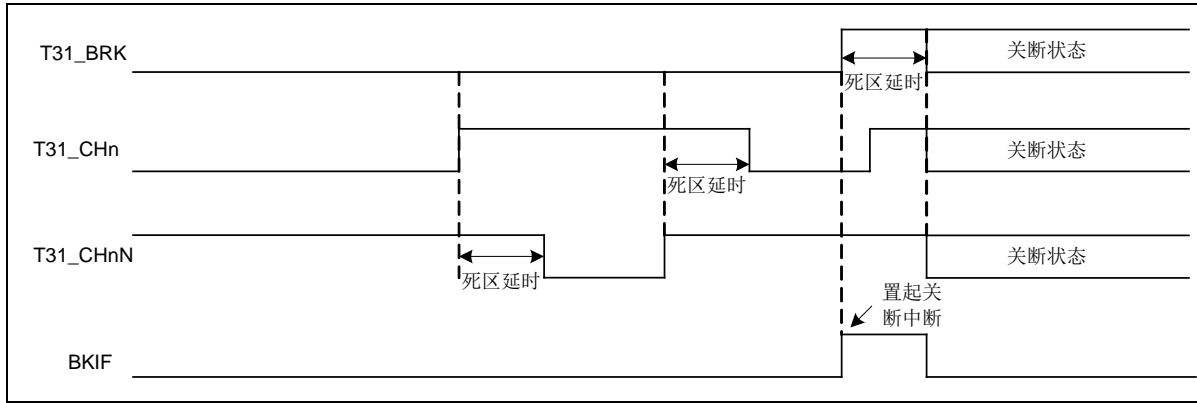 T31_BRK
关断状态
死区延时
T31_CHn
关断状态
死区延时
T31_CHnN
关断状态
死区延时
置起关
断中断
BKIF